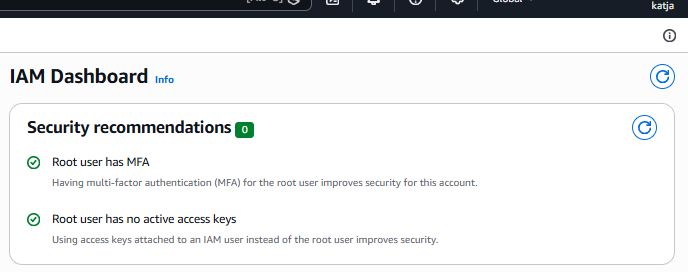 katja
IAM Dashboard Info
Security recommendations 0
Root user has MFA
Having multi-factor authentication (MFA) for the root user improves security for this account.
Root user has no active access keys
Using access keys attached to an IAM user instead of the root user improves security.